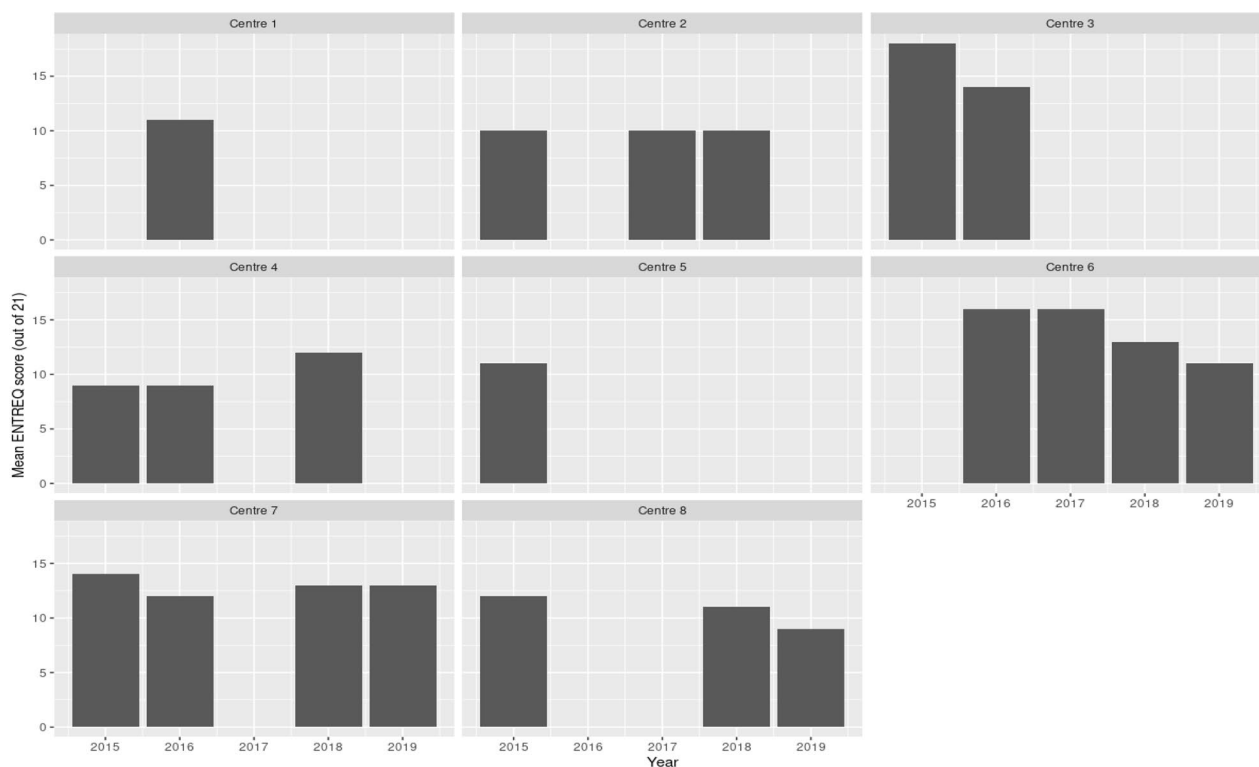 Centre 1
Centre 2
Centre 3
15
10
5
0
Centre 4
Centre 5
Centre 6
15
10
5
0
2015 2016 2017 2018 2019
Centre 7
Centre 8
15
10
5
0
2015 2016 2017 2018 2019
2015 2016 2017 2018 2019
Mean ENTREQ score (out of 21)
Year